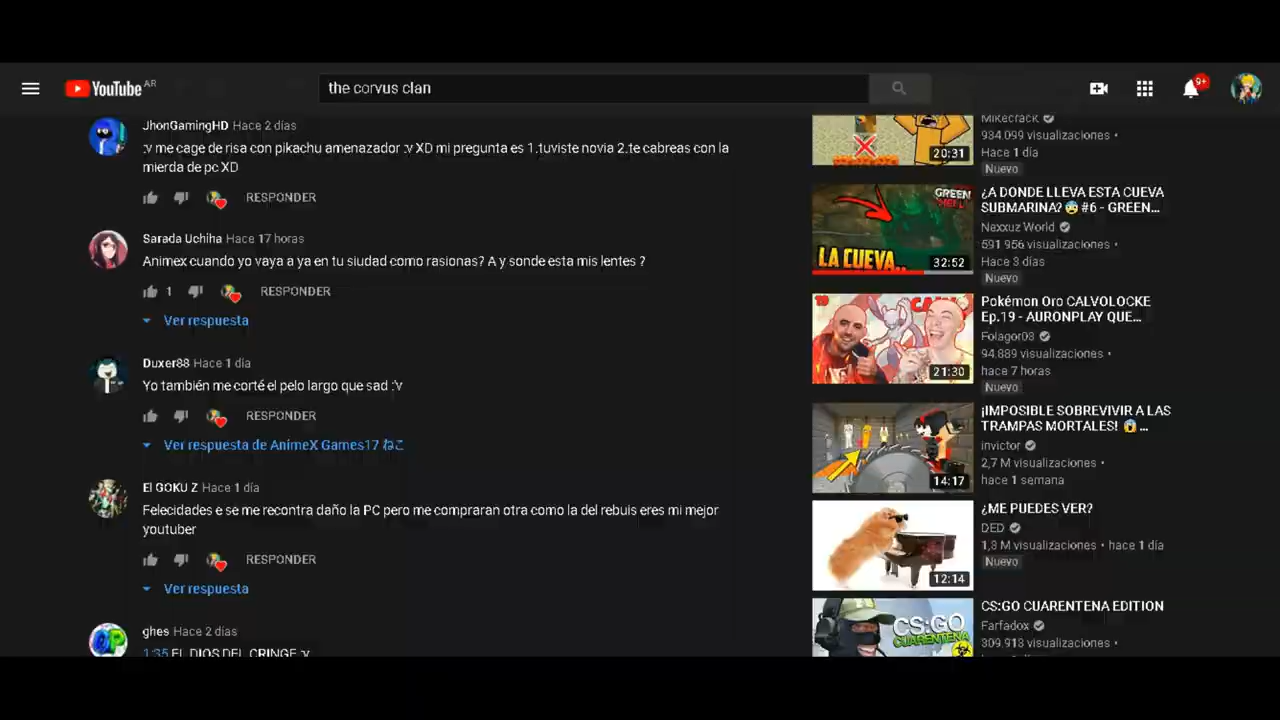 YouTube AR
the corvus clan
9+
JhonGamingHD Hace 2 días
:v me cage de risa con pikachu amenazador :v XD mi pregunta es 1.tuviste novia 2.te cabreas con la
mierda de pc XD
RESPONDER
Sarada Uchiha Hace 17 horas
Animex cuando yo vaya a ya en tu siudad como rasionas? A y sonde esta mis lentes ?
1 RESPONDER
Ver respuesta
Duxer88 Hace 1 día
Yo también me corté el pelo largo que sad :'v
RESPONDER
Ver respuesta de AnimeX Games17 ねこ
El GOKU Z Hace 1 día
Felecidades e se me recontra daño la PC pero me compraran otra como la del rebuis eres mi mejor
youtuber
RESPONDER
Ver respuesta
ghes Hace 2 días
1:35 EL DIOS DEL CRINGE :v
20:31
Mikecrack
934.099 visualizaciones •
Hace 1 día
Nuevo
GREEN
HELL
LA CUEVA..
32:52
¿A DONDE LLEVA ESTA CUEVA
SUBMARINA? 😨 #6 - GREEN...
Nexxuz World
591 956 visualizaciones •
Hace 3 días
Nuevo
19
21:30
Pokémon Oro CALVOLOCKE
Ep.19 - AURONPLAY QUE...
Folagor03
94.889 visualizaciones •
hace 7 horas
Nuevo
14:17
¡IMPOSIBLE SOBREVIVIR A LAS
TRAMPAS MORTALES! 😱...
invictor
2,7 M visualizaciones •
hace 1 semana
12:14
¿ME PUEDES VER?
DED
1,8 M visualizaciones • hace 1 día
Nuevo
CS:GO
CUARENTENA
CS:GO CUARENTENA EDITION
Farfadox
309.913 visualizaciones •